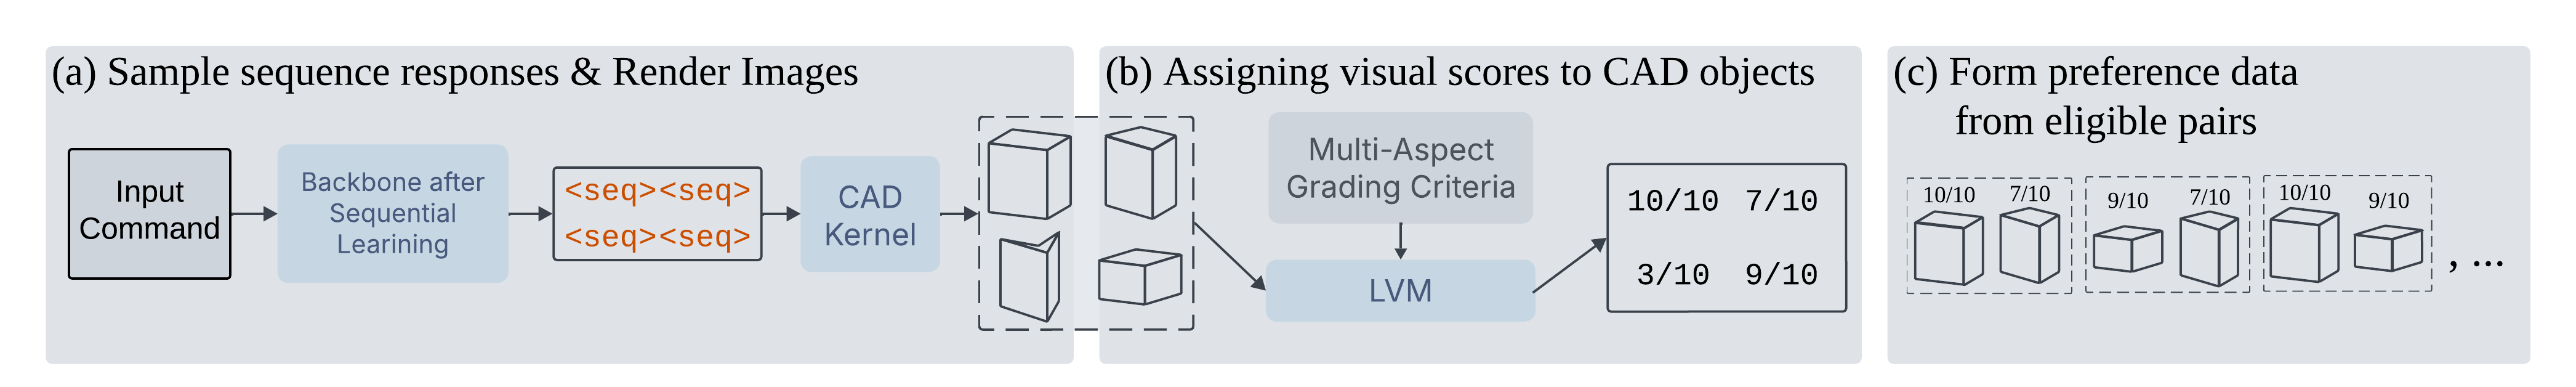 (a) Sample sequence responses & Render Images
Input
Command
Backbone after
Sequential
Learining
<seq><seq>
<seq><seq>
CAD
Kernel
(b) Assigning visual scores to CAD objects
Multi-Aspect
Grading Criteria
LVM
10/10 7/10
3/10 9/10
(c) Form preference data
from eligible pairs
10/10 7/10
9/10 7/10
10/10 9/10
, ...